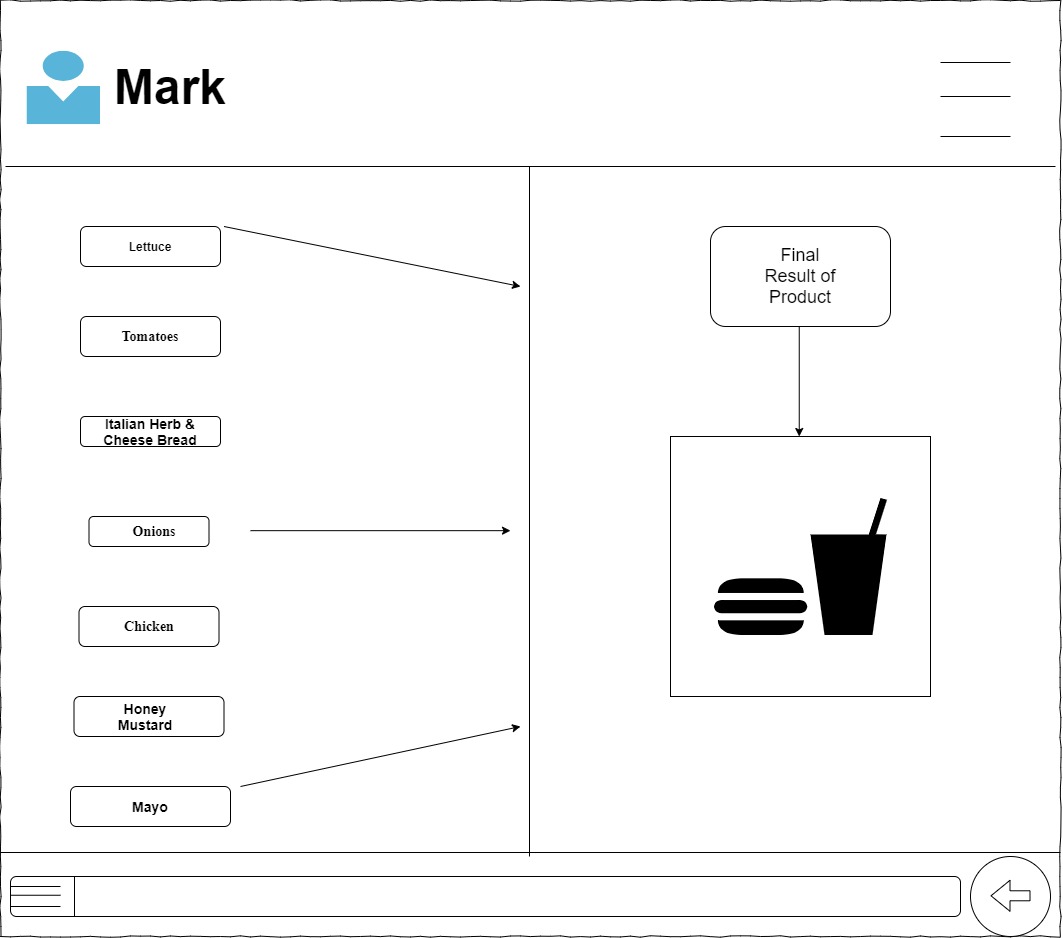 Mark
Lettuce
Tomatoes
Italian Herb &
Cheese Bread
Onions
Chicken
Honey
Mustard
Mayo
Final
Result of
Product